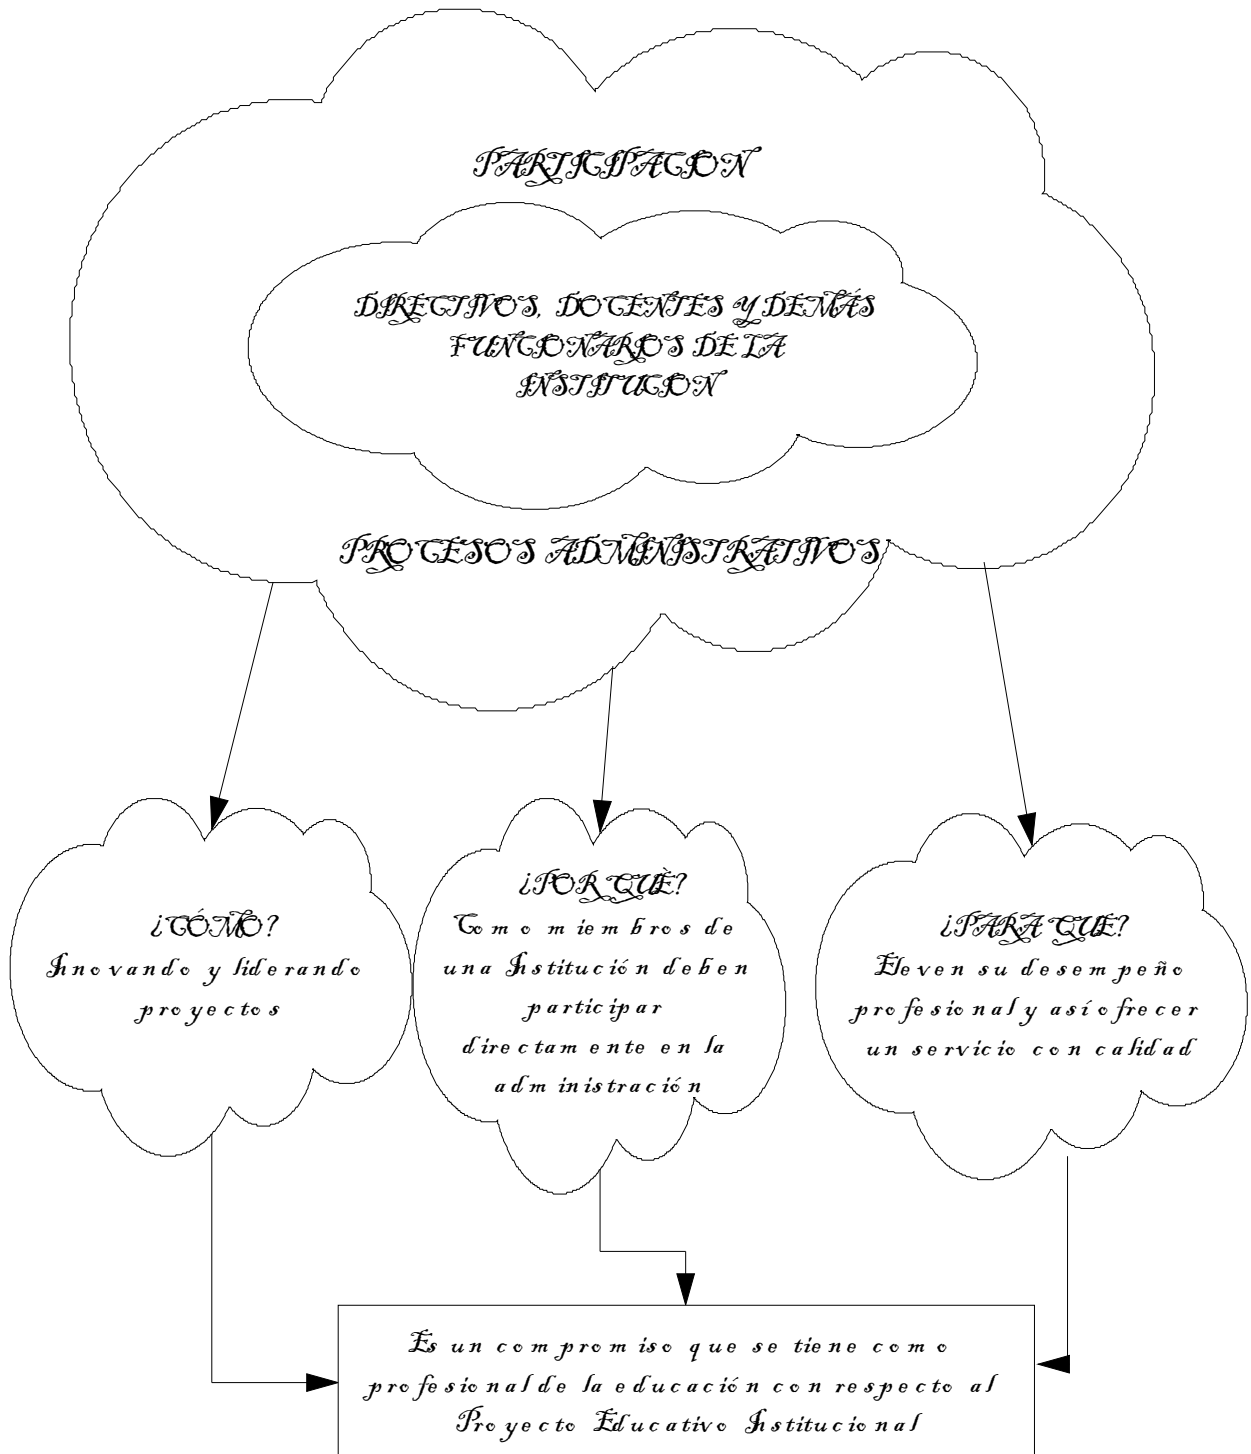 PARTICIPACION
DIRECTIVOS, DOCENTES Y DEMÁS
FUNCIONARIOS DE LA
INSTITUCION
PROCESOS ADMINISTRATIVOS
¿CÓMO?
Innovando y liderando
proyectos
¿POR QUÈ?
Como miembros de
una Institución deben
participar
directamente en la
administración
¿PARA QUE?
Eleven su desempeño
profesional y así ofrecer
un servicio con calidad
Es un compromiso que se tiene como
profesional de la educación con respecto al
Proyecto Educativo Institucional